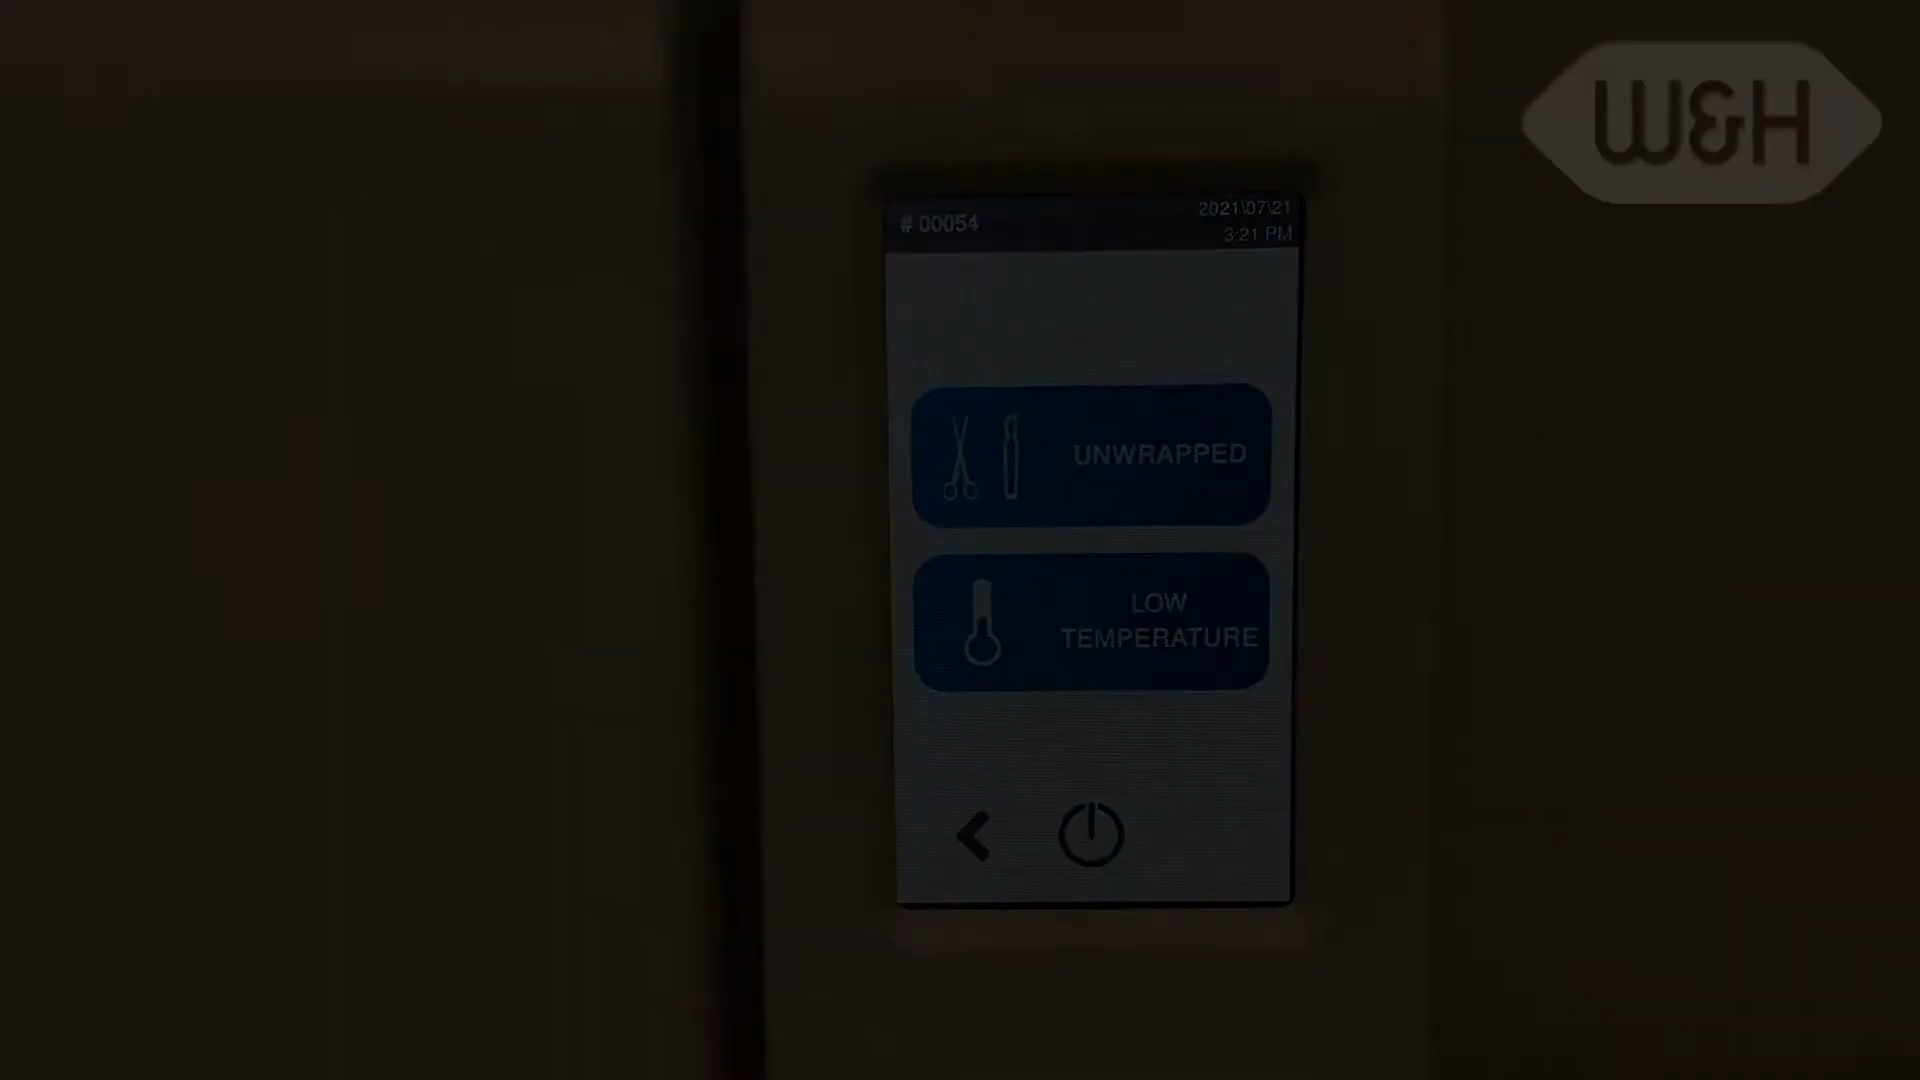 W&H
# 00054
2021\07\21
3:21 PM
UNWRAPPED
LOW
TEMPERATURE